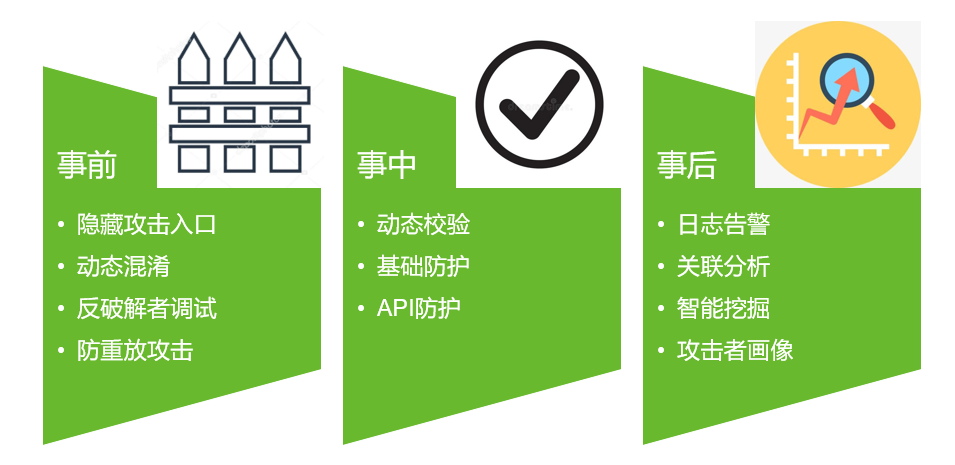 事前
• 隐藏攻击入口
• 动态混淆
• 反破解者调试
• 防重放攻击
事中
• 动态校验
• 基础防护
• API防护
事后
• 日志告警
• 关联分析
• 智能挖掘
• 攻击者画像